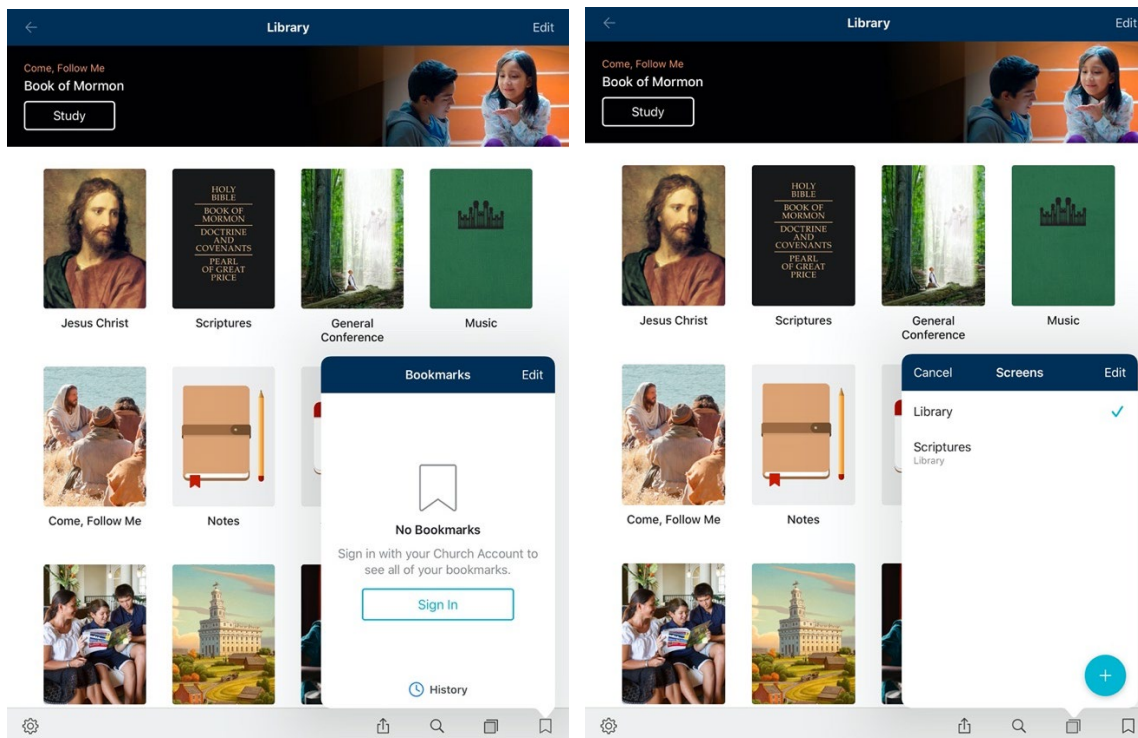 Library
Edit
Come, Follow Me
Book of Mormon
Study
HOLY
BIBLE
BOOK OF
MORMON
DOCTRINE
AND
COVENANTS
PEARL
OF GREAT
PRICE
Jesus Christ
Scriptures
General
Conference
Music
Come, Follow Me
Notes
Bookmarks
Edit
No Bookmarks
Sign in with your Church Account to
see all of your bookmarks.
Sign In
History
Library
Edit
Come, Follow Me
Book of Mormon
Study
HOLY
BIBLE
BOOK OF
MORMON
DOCTRINE
AND
COVENANTS
PEARL
OF GREAT
PRICE
Jesus Christ
Scriptures
General
Conference
Music
Come, Follow Me
Notes
Cancel
Screens
Edit
Library
Scriptures
Library